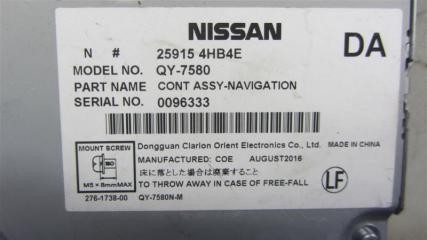 NISSAN
N # 25915 4HB4E DA
MODEL NO. QY-7580
PART NAME CONT ASSY-NAVIGATION
SERIAL NO. 0096333
MOUNT SCREW
ISO
M5×8mmMAX
Dongguan Clarion Orient Electronics Co., Ltd. MADE IN CHINA
MANUFACTURED: COE AUGUST2016
床に落とした場合は廃棄すること
TO THROW AWAY IN CASE OF FREE-FALL
LF
276-1738-00 QY-7580N-M